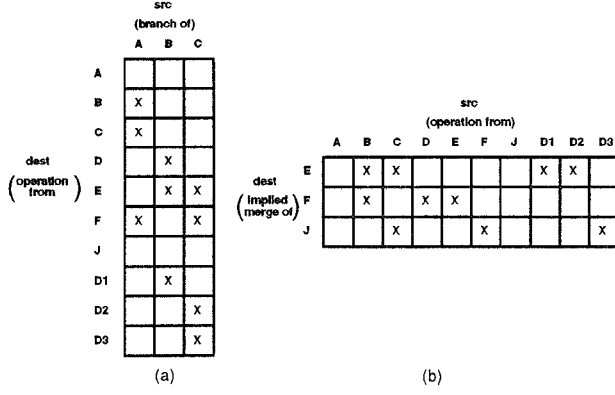 src
(branch of)
A B C
A
B X
C X
D X
dest
(operation from)
E X X
F X X
J
D1 X
D2 X
D3 X
(a)
src
(operation from)
A B C D E F J D1 D2 D3
dest
(implied merge of)
E X X X X
F X X X
J X X X
(b)